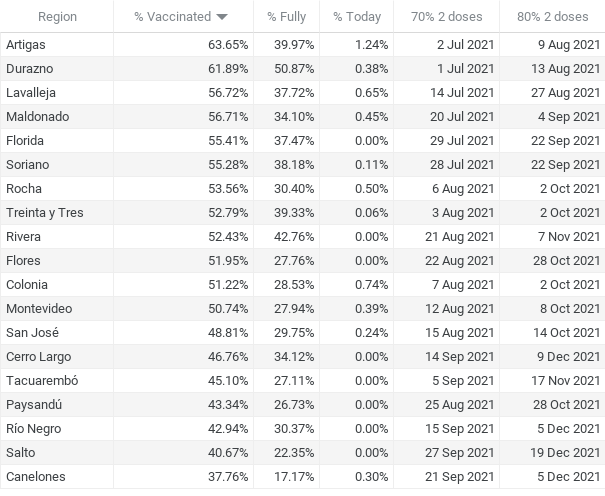 Region % Vaccinated % Fully % Today 70% 2 doses 80% 2 doses
Artigas 63.65% 39.97% 1.24% 2 Jul 2021 9 Aug 2021
Durazno 61.89% 50.87% 0.38% 1 Jul 2021 13 Aug 2021
Lavalleja 56.72% 37.72% 0.65% 14 Jul 2021 27 Aug 2021
Maldonado 56.71% 34.10% 0.45% 20 Jul 2021 4 Sep 2021
Florida 55.41% 37.47% 0.00% 29 Jul 2021 22 Sep 2021
Soriano 55.28% 38.18% 0.11% 28 Jul 2021 22 Sep 2021
Rocha 53.56% 30.40% 0.50% 6 Aug 2021 2 Oct 2021
Treinta y Tres 52.79% 39.33% 0.06% 3 Aug 2021 2 Oct 2021
Rivera 52.43% 42.76% 0.00% 21 Aug 2021 7 Nov 2021
Flores 51.95% 27.76% 0.00% 22 Aug 2021 28 Oct 2021
Colonia 51.22% 28.53% 0.74% 7 Aug 2021 2 Oct 2021
Montevideo 50.74% 27.94% 0.39% 12 Aug 2021 8 Oct 2021
San José 48.81% 29.75% 0.24% 15 Aug 2021 14 Oct 2021
Cerro Largo 46.76% 34.12% 0.00% 14 Sep 2021 9 Dec 2021
Tacuarembó 45.10% 27.11% 0.00% 5 Sep 2021 17 Nov 2021
Paysandú 43.34% 26.73% 0.00% 25 Aug 2021 28 Oct 2021
Río Negro 42.94% 30.37% 0.00% 15 Sep 2021 5 Dec 2021
Salto 40.67% 22.35% 0.00% 27 Sep 2021 19 Dec 2021
Canelones 37.76% 17.17% 0.30% 21 Sep 2021 5 Dec 2021